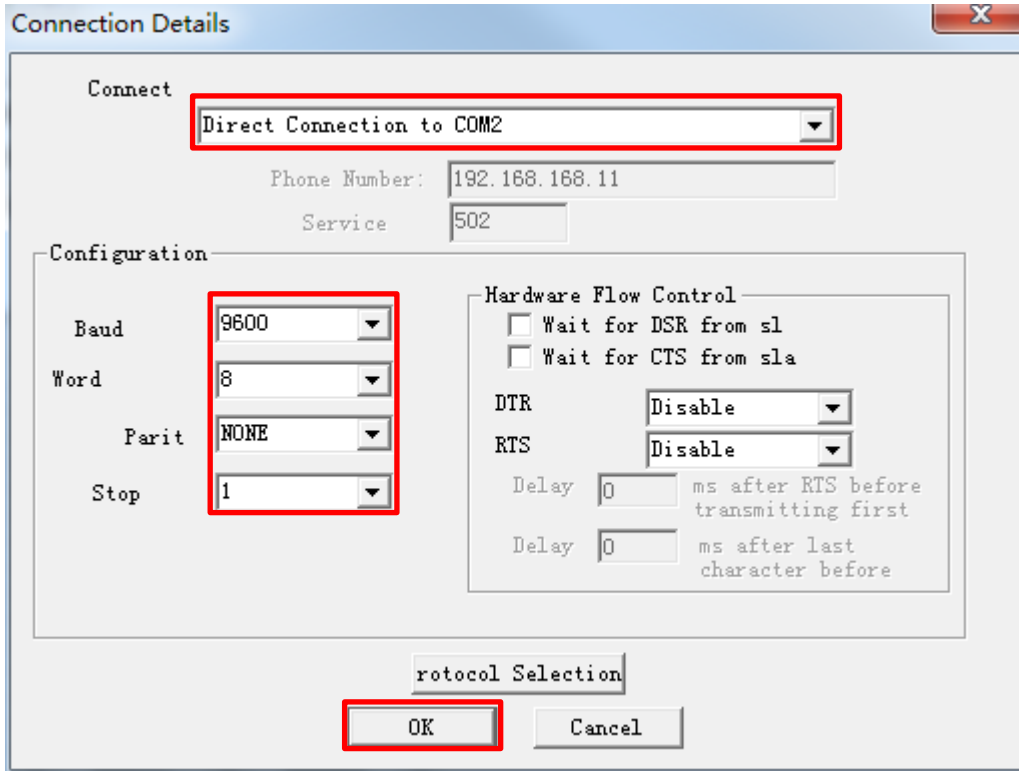 Connection Details
X
Connect
Direct Connection to COM2
Phone Number: 192.168.168.11
Service 502
Configuration
Baud 9600
Word 8
Parit NONE
Stop 1
Hardware Flow Control
Wait for DSR from sl
Wait for CTS from sla
DTR Disable
RTS Disable
Delay 0 ms after RTS before
transmitting first
Delay 0 ms after last
character before
rotocol Selection
OK Cancel